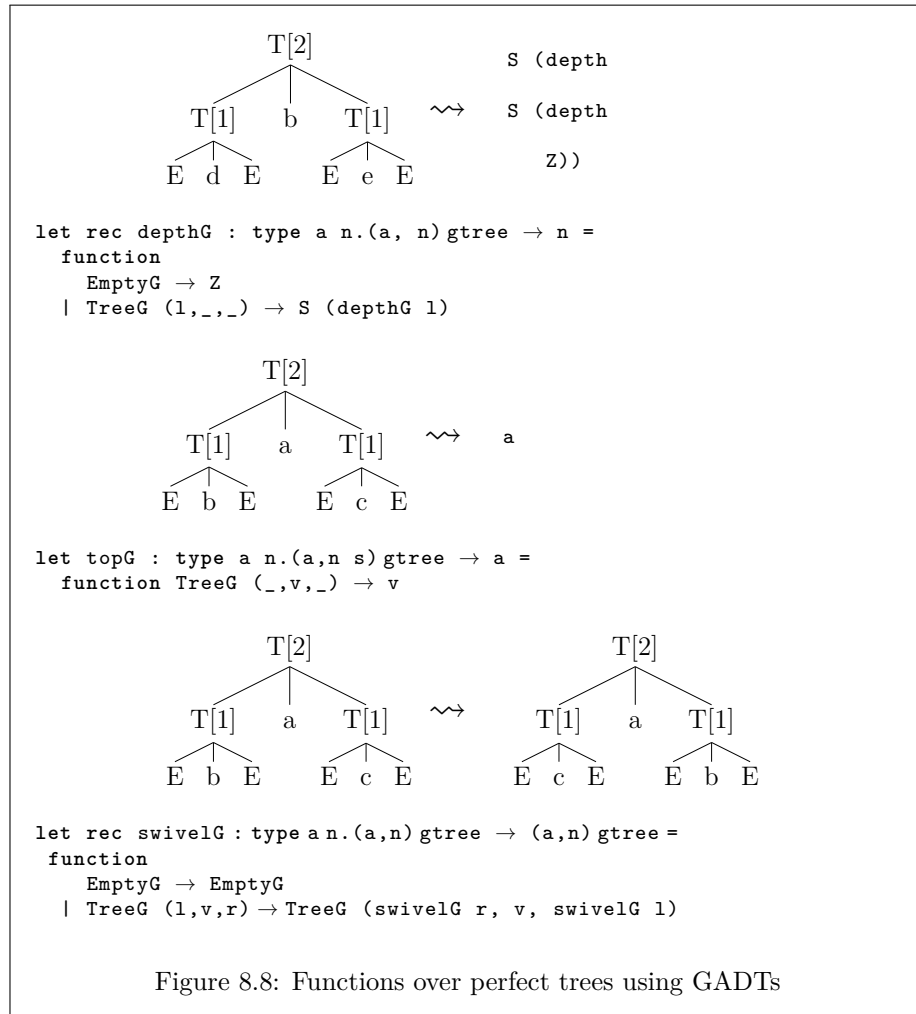 T[2]
S (depth
T[1] b T[1] ⇝ S (depth
E d E E e E Z))
let rec depthG : type a n.(a, n) gtree → n =
function
EmptyG → Z
| TreeG (l,_,_) → S (depthG l)
T[2]
T[1] a T[1] ⇝ a
E b E E c E
let topG : type a n.(a,n s) gtree → a =
function TreeG (_,v,_) → v
T[2] T[2]
T[1] a T[1] ⇝ T[1] a T[1]
E b E E c E E c E E b E
let rec swivelG : type a n.(a,n) gtree → (a,n) gtree =
function
EmptyG → EmptyG
| TreeG (l,v,r) → TreeG (swivelG r, v, swivelG l)
Figure 8.8: Functions over perfect trees using GADTs